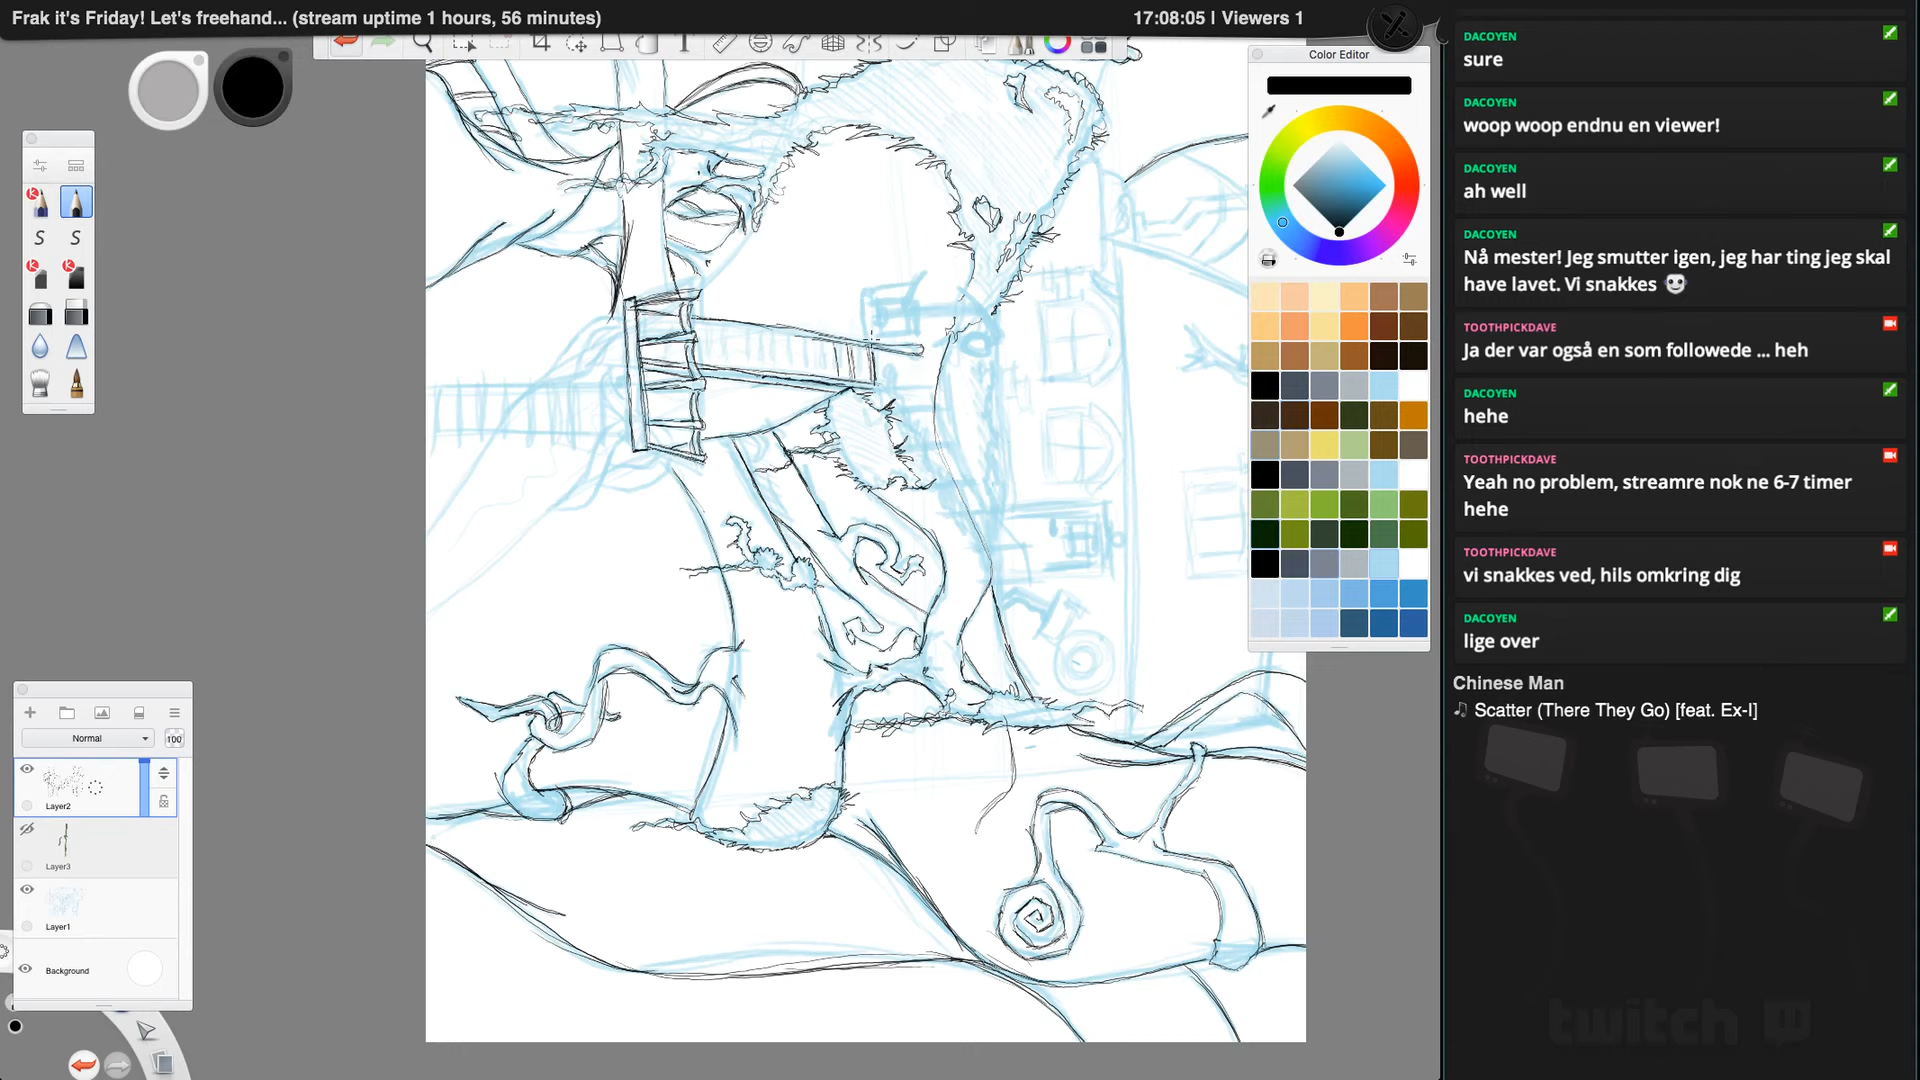 Frak it's Friday! Let's freehand... (stream uptime 1 hours, 56 minutes)
17:08:05 | Viewers 1
Color Editor
Normal
100
Layer2
Layer3
Layer1
Background
DACOYEN
sure
DACOYEN
woop woop endnu en viewer!
DACOYEN
ah well
DACOYEN
Nå mester! Jeg smutter igen, jeg har ting jeg skal
have lavet. Vi snakkes
TOOTHPICKDAVE
Ja der var også en som followede ... heh
DACOYEN
hehe
TOOTHPICKDAVE
Yeah no problem, streamre nok ne 6-7 timer
hehe
TOOTHPICKDAVE
vi snakkes ved, hils omkring dig
DACOYEN
lige over
Chinese Man
Scatter (There They Go) [feat. Ex-I]
twitch